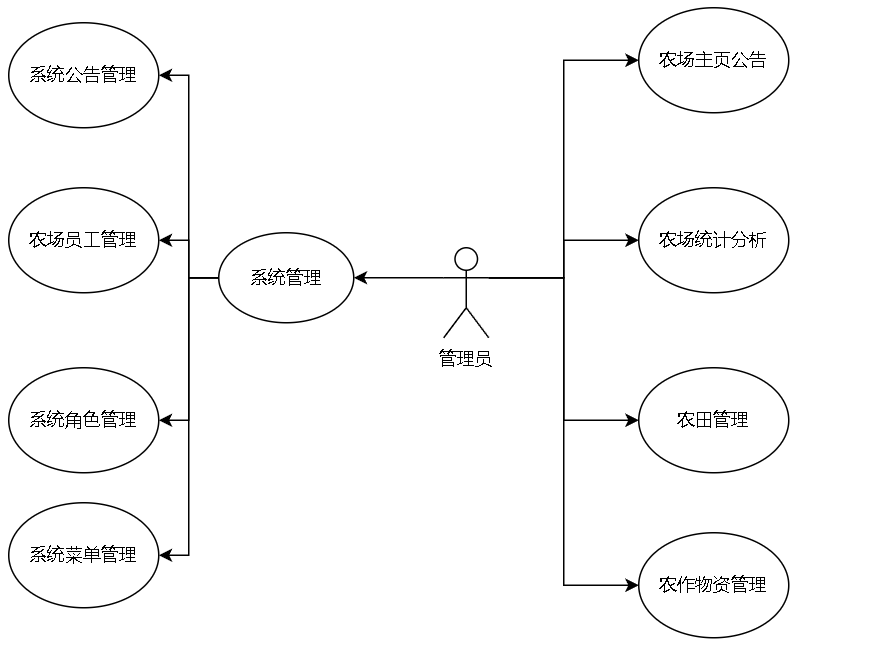 系统公告管理
农场员工管理
系统角色管理
系统菜单管理
系统管理
管理员
农场主页公告
农场统计分析
农田管理
农作物资管理